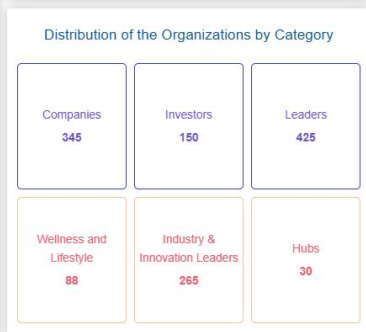 Distribution of the Organizations by Category
Companies
345
Investors
150
Leaders
425
Wellness and
Lifestyle
88
Industry &
Innovation Leaders
265
Hubs
30